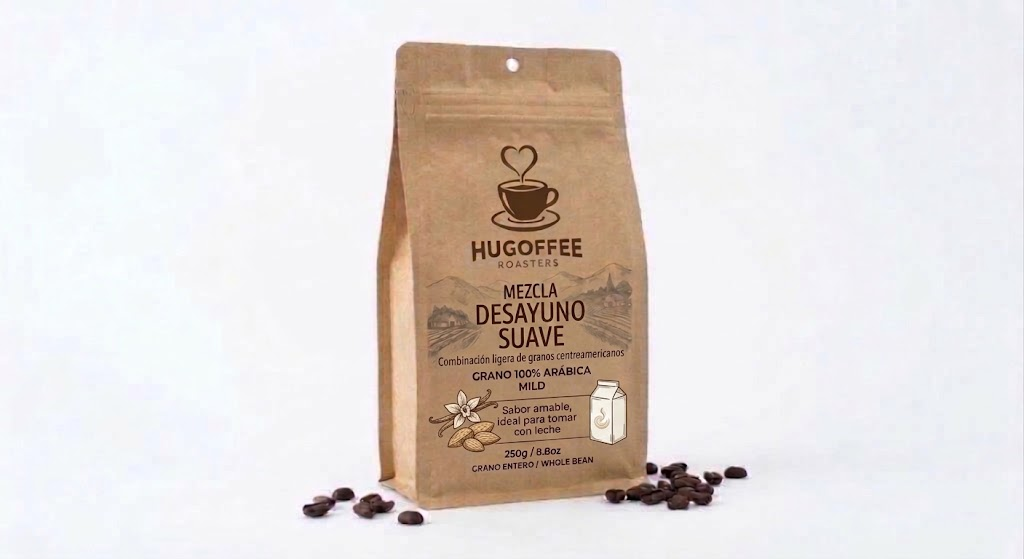 HUGOFFEE
ROASTERS
MEZCLA
DESAYUNO
SUAVE
Combinación ligera de granos centreamericanos
GRANO 100% ARÁBICA
MILD
Sabor amable,
ideal para tomar
con leche
250g / 8.8oz
GRANO ENTERO / WHOLE BEAN